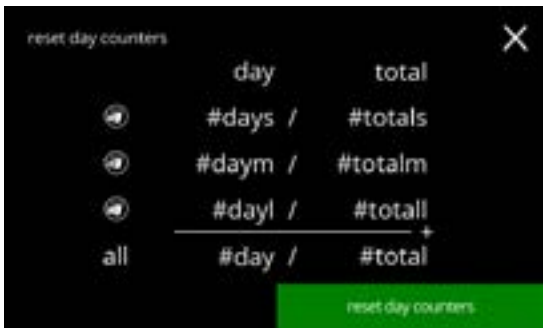 reset day counters
day total
#days / #totals
#daym / #totalm
#dayl / #totall
+
all #day / #total
reset day counters